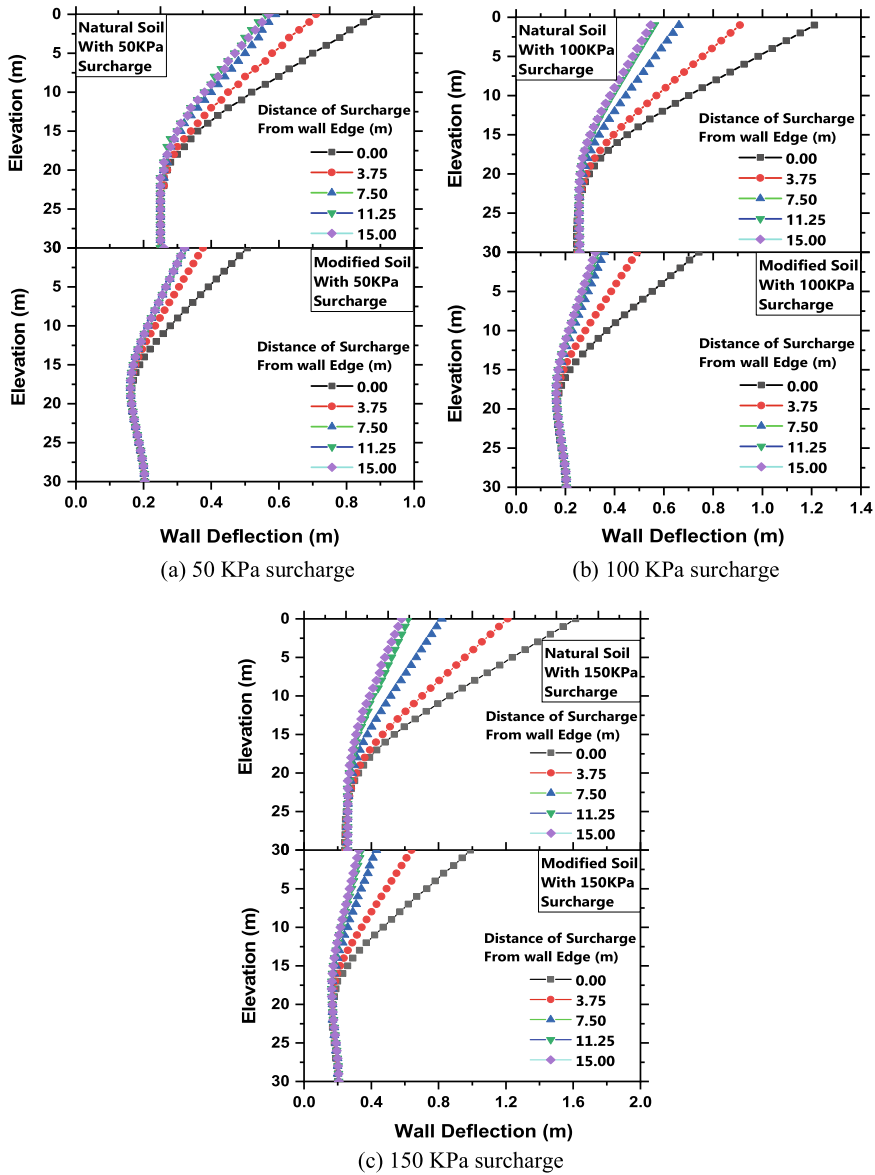 Natural Soil
With 50KPa
Surcharge
Distance of Surcharge
From wall Edge (m)
0.00
3.75
7.50
11.25
15.00
Elevation (m)
0
5
10
15
20
25
30
Modified Soil
With 50KPa
Surcharge
Distance of Surcharge
From wall Edge (m)
0.00
3.75
7.50
11.25
15.00
Elevation (m)
0
5
10
15
20
25
30
0.0 0.2 0.4 0.6 0.8 1.0
Wall Deflection (m)
(a) 50 KPa surcharge
Natural Soil
With 100KPa
Surcharge
Distance of Surcharge
From wall Edge (m)
0.00
3.75
7.50
11.25
15.00
Elevation (m)
0
5
10
15
20
25
30
Modified Soil
With 100KPa
Surcharge
Distance of Surcharge
From wall Edge (m)
0.00
3.75
7.50
11.25
15.00
Elevation (m)
0
5
10
15
20
25
30
0.0 0.2 0.4 0.6 0.8 1.0 1.2 1.4
Wall Deflection (m)
(b) 100 KPa surcharge
Natural Soil
With 150KPa
Surcharge
Distance of Surcharge
From wall Edge (m)
0.00
3.75
7.50
11.25
15.00
Elevation (m)
0
5
10
15
20
25
30
Modified Soil
With 150KPa
Surcharge
Distance of Surcharge
From wall Edge (m)
0.00
3.75
7.50
11.25
15.00
Elevation (m)
0
5
10
15
20
25
30
0.0 0.4 0.8 1.2 1.6 2.0
Wall Deflection (m)
(c) 150 KPa surcharge